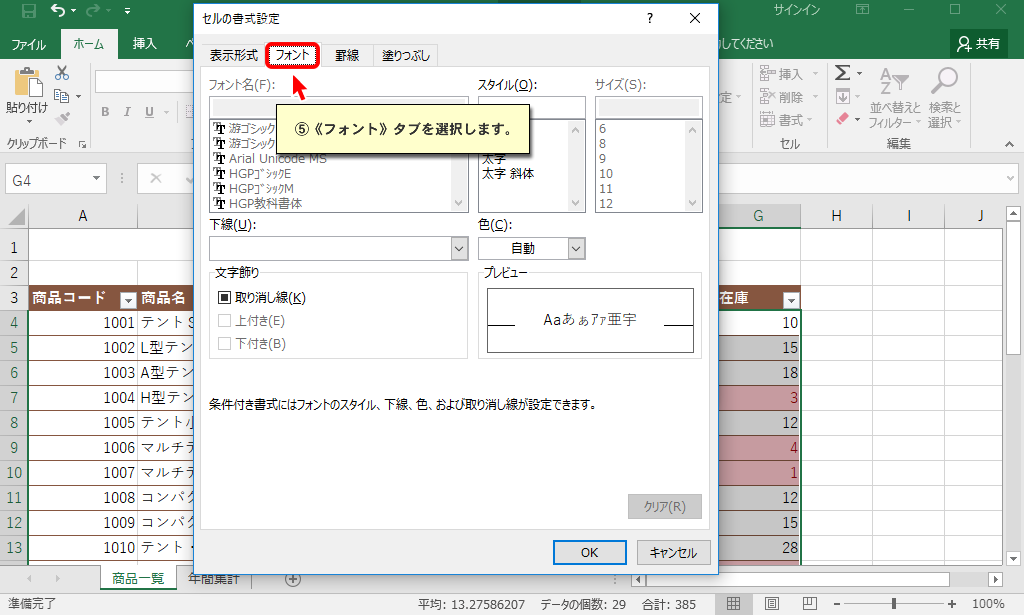 サインイン
ファイル
ホーム
挿入
してください
共有
貼り付け
クリップボード
B I U
挿入
削除
書式
セル
並べ替えと
フィルター
検索と
選択
編集
G4
セルの書式設定
表示形式
フォント
罫線
塗りつぶし
フォント名(F):
スタイル(O):
サイズ(S):
⑤《フォント》タブを選択します。
游ゴシック
游ゴシック
Arial Unicode MS
HGPｺﾞｼｯｸE
HGPｺﾞｼｯｸM
HGP教科書体
太字
太字 斜体
6
8
9
10
11
12
下線(U):
色(C):
自動
文字飾り
取り消し線(K)
上付き(E)
下付き(B)
プレビュー
Aaあぁｱｧ亜宇
条件付き書式にはフォントのスタイル、下線、色、および取り消し線が設定できます。
クリア(R)
OK
キャンセル
A G H I J
1
2
3 商品コード 商品名 在庫
4 1001 テント 10
5 1002 L型テン 15
6 1003 A型テン 18
7 1004 H型テン 3
8 1005 テント小 12
9 1006 マルチ 4
10 1007 マルチ 1
11 1008 コンパク 12
12 1009 コンパク 15
13 1010 テント・ 28
商品一覧
年間集計
準備完了
平均: 13.27586207 データの個数: 29 合計: 385
100%